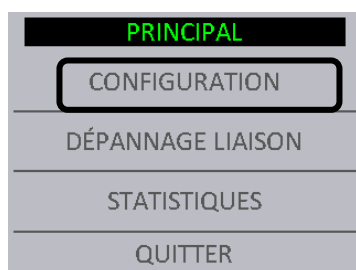 PRINCIPAL
CONFIGURATION
DÉPANNAGE LIAISON
STATISTIQUES
QUITTER